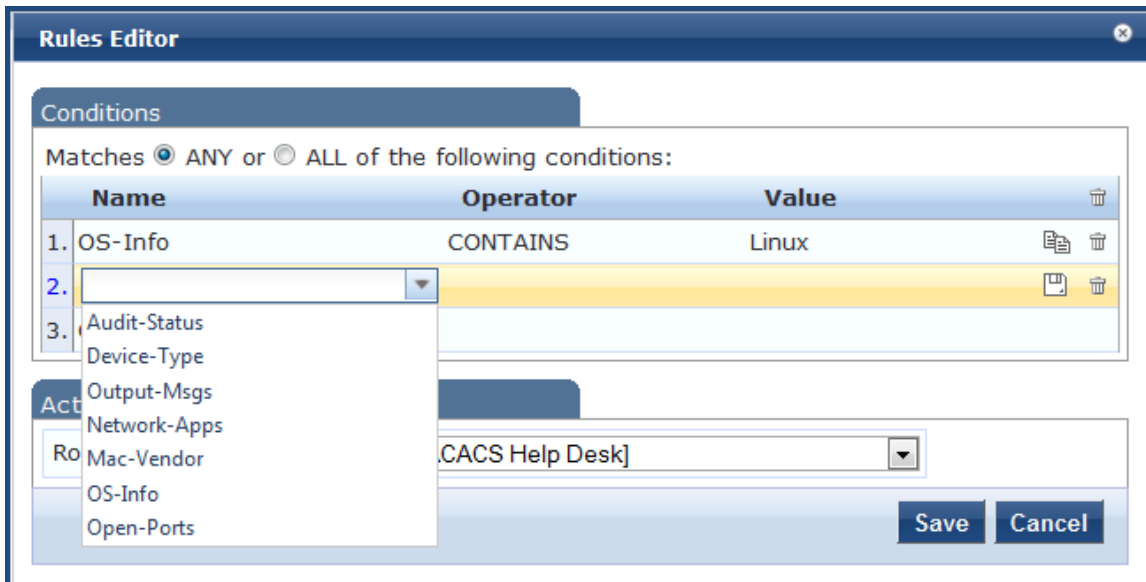 Rules Editor
Conditions
Matches ANY or ALL of the following conditions:
Name Operator Value
1. OS-Info CONTAINS Linux
2.
3.
Audit-Status
Device-Type
Output-Msgs
Network-Apps
Mac-Vendor
OS-Info
Open-Ports
Act
Ro CACS Help Desk]
Save Cancel